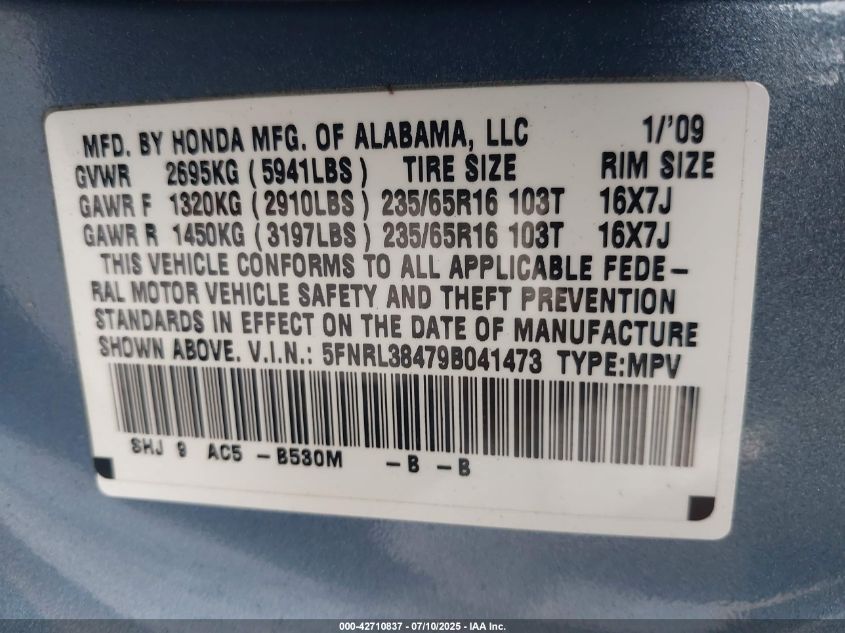 MFD. BY HONDA MFG. OF ALABAMA, LLC 1/'09
GVWR 2695KG (5941LBS) TIRE SIZE RIM SIZE
GAWR F 1320KG (2910LBS) 235/65R16 103T 16X7J
GAWR R 1450KG (3197LBS) 235/65R16 103T 16X7J
THIS VEHICLE CONFORMS TO ALL APPLICABLE FEDE-
RAL MOTOR VEHICLE SAFETY AND THEFT PREVENTION
STANDARDS IN EFFECT ON THE DATE OF MANUFACTURE
SHOWN ABOVE. V.I.N.: 5FNRL38479B041473 TYPE:MPV
SHJ 9 AC5 -B530M -B -B
000-42710837 - 07/10/2025 - IAA Inc.